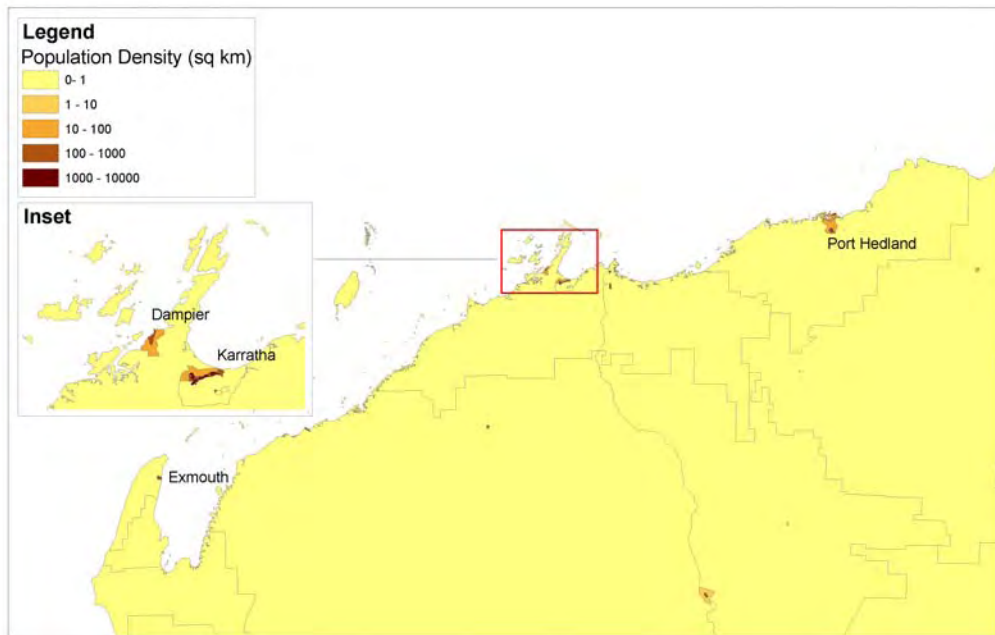 Legend
Population Density (sq km)
0- 1
1 - 10
10 - 100
100 - 1000
1000 - 10000
Inset
Dampier
Karratha
Port Hedland
Exmouth